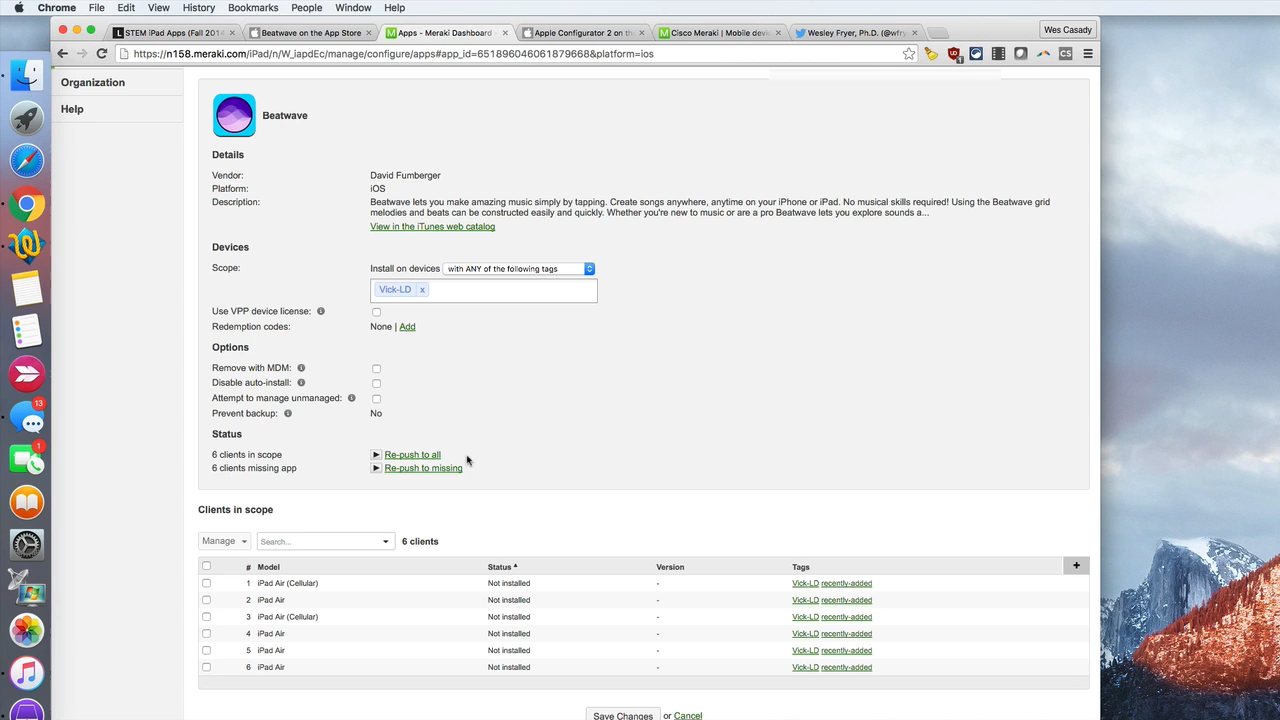 Chrome File Edit View History Bookmarks People Window Help
STEM iPad Apps (Fall 2014 Beatwave on the App Store Apps - Meraki Dashboard - Apple Configurator 2 on the Cisco Meraki | Mobile devi Wesley Fryer, Ph.D. (@wfry Wes Casady
https://n158.meraki.com/iPad/n/W_iapdEc/manage/configure/apps#app_id=651896046061879668&platform=ios
Organization
Help
Beatwave
Details
Vendor: David Fumberger
Platform: iOS
Description: Beatwave lets you make amazing music simply by tapping. Create songs anywhere, anytime on your iPhone or iPad. No musical skills required! Using the Beatwave grid
melodies and beats can be constructed easily and quickly. Whether you're new to music or are a pro Beatwave lets you explore sounds a...
View in the iTunes web catalog
Devices
Scope: Install on devices with ANY of the following tags
Vick-LD x
Use VPP device license:
Redemption codes: None | Add
Options
Remove with MDM:
Disable auto-install:
Attempt to manage unmanaged:
Prevent backup: No
Status
6 clients in scope Re-push to all
6 clients missing app Re-push to missing
Clients in scope
Manage Search... 6 clients
# Model Status Version Tags +
1 iPad Air (Cellular) Not installed - Vick-LD recently-added
2 iPad Air Not installed - Vick-LD recently-added
3 iPad Air (Cellular) Not installed - Vick-LD recently-added
4 iPad Air Not installed - Vick-LD recently-added
5 iPad Air Not installed - Vick-LD recently-added
6 iPad Air Not installed - Vick-LD recently-added
Save Changes or Cancel
13
1